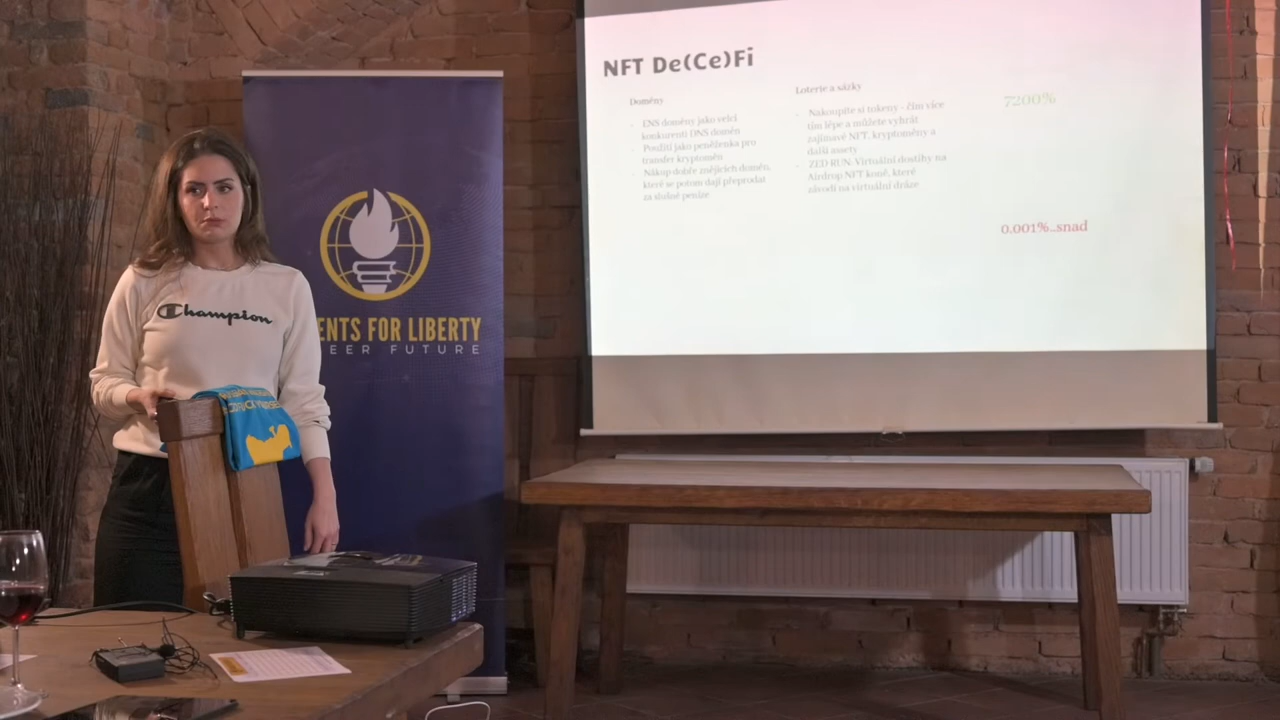 NFT De(Ce)Fi
Domény
- ENS domény jako velcí
konkurenti DNS domén
- Použití jako peněženka pro
transfer kryptoměn
- Nákup dobře znějících domén,
které se potom dají přeprodat
za slušné peníze
Loterie a sázky
- Nakoupíte si tokeny - čím více
tím lépe a můžete vyhrát
zajímavé NFT, kryptoměny a
další assety
- ZED RUN: Virtuální dostihy na
Airdrop NFT koně, které
závodí na virtuální dráze
7200%
0.001%..snad
Champion
ENTS FOR LIBERTY
EER FUTURE